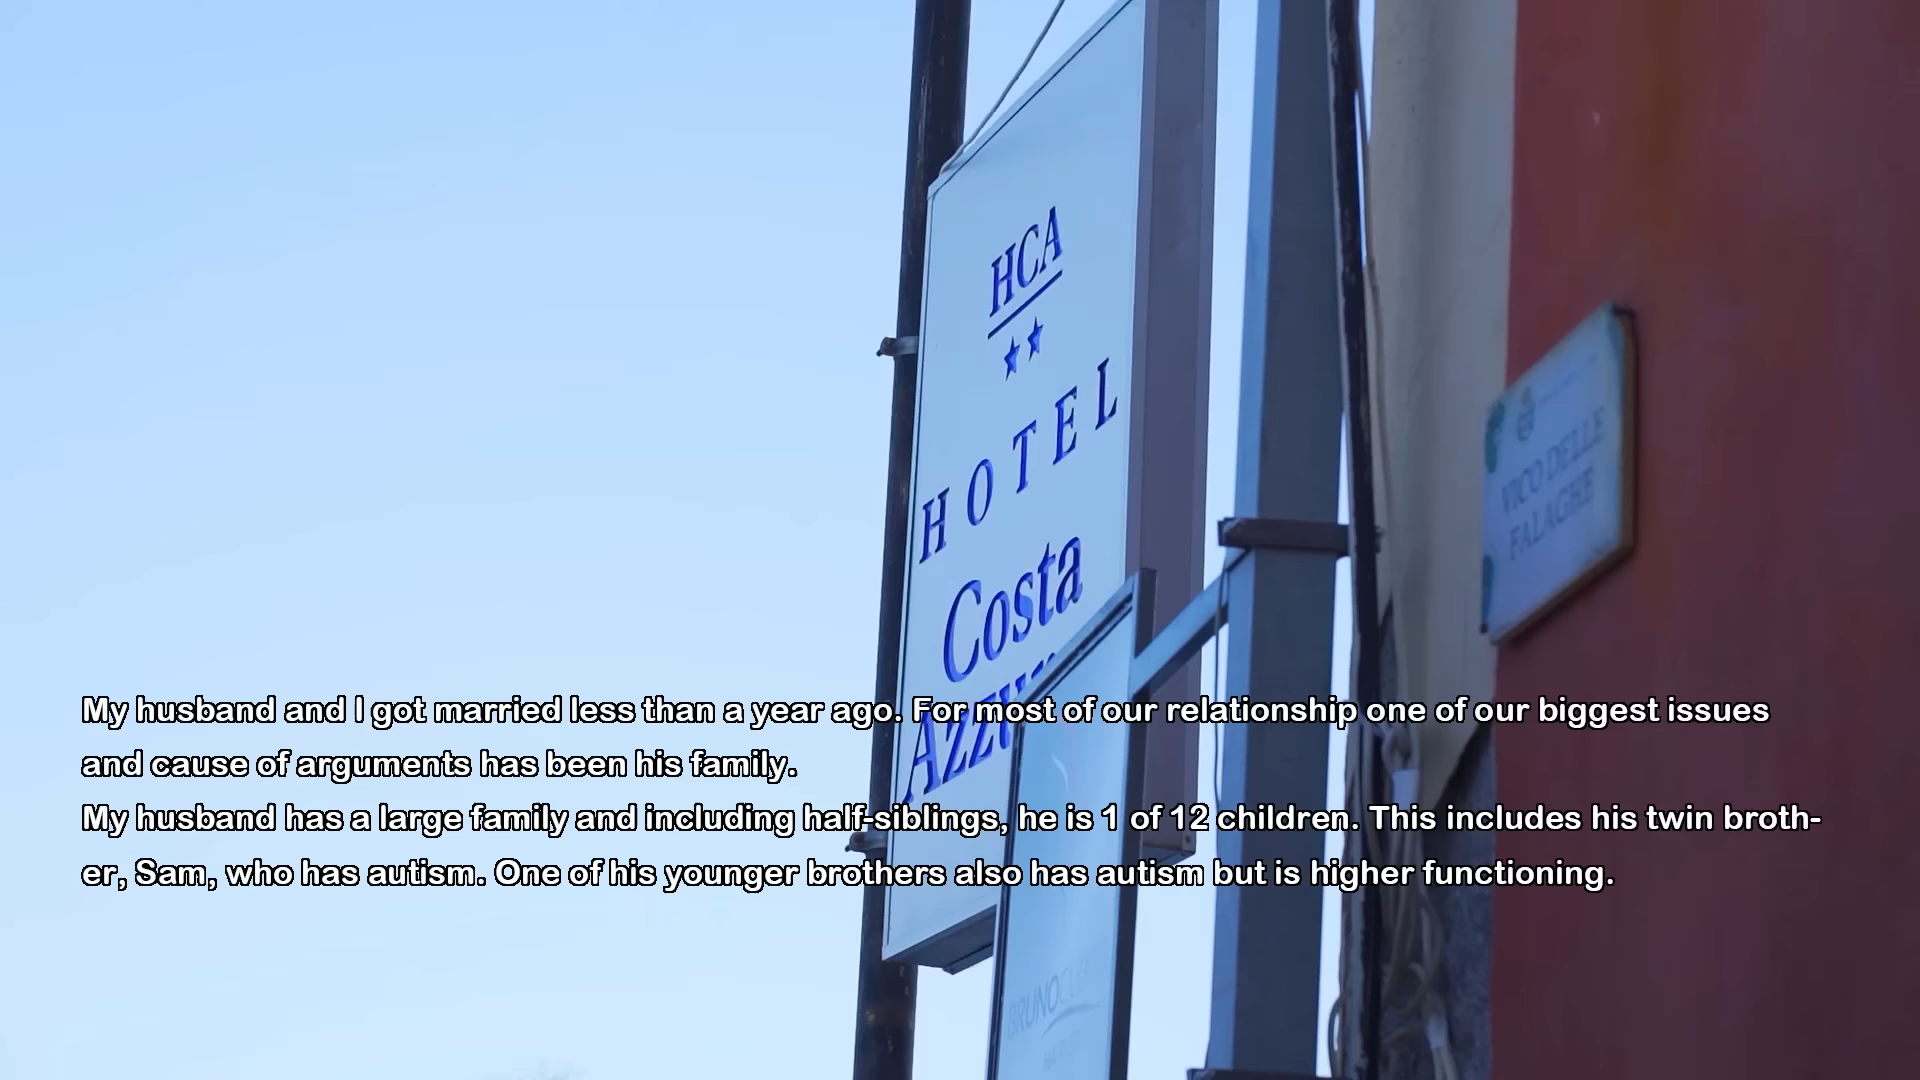 HCA
HOTEL
Costa
VICO DELLE
FALAGHE
My husband and I got married less than a year ago. For most of our relationship one of our biggest issues
and cause of arguments has been his family.
My husband has a large family and including half-siblings, he is 1 of 12 children. This includes his twin broth-
er, Sam, who has autism. One of his younger brothers also has autism but is higher functioning.
BRUNO